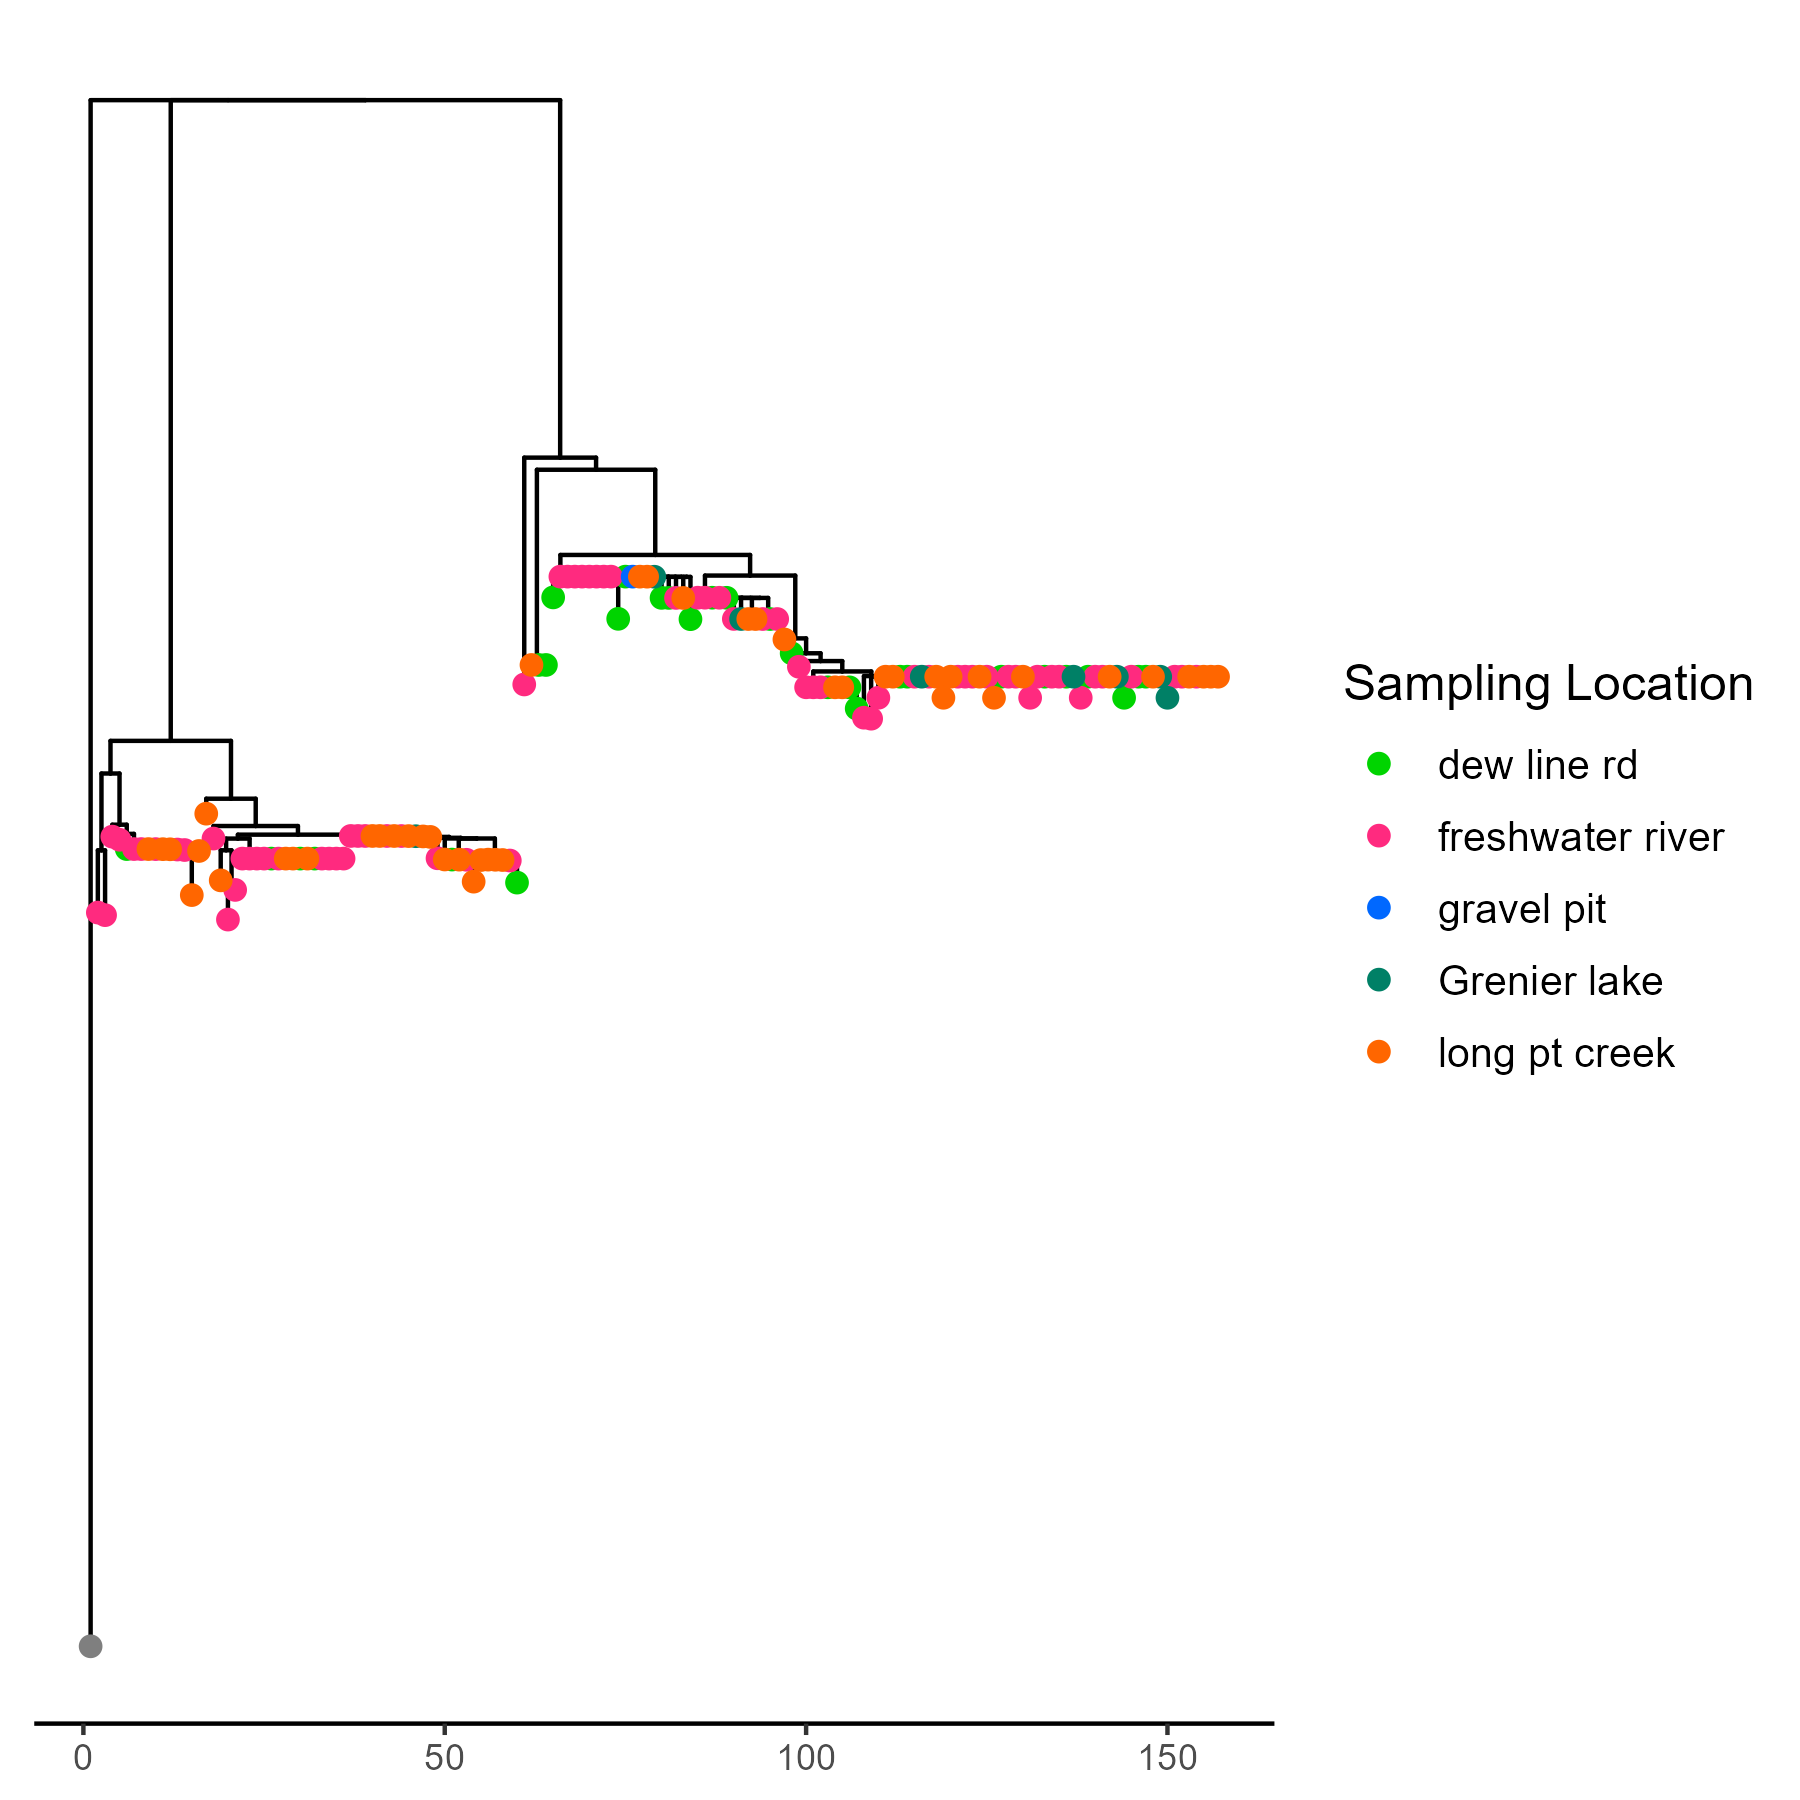 Sampling Location
dew line rd
freshwater river
gravel pit
Grenier lake
long pt creek
0 50 100 150